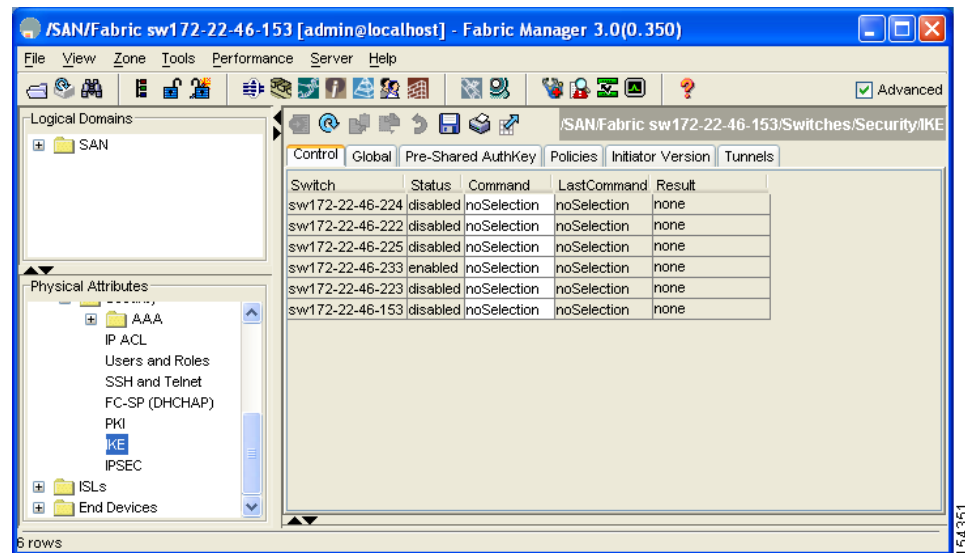 /SAN/Fabric sw172-22-46-153 [admin@localhost] - Fabric Manager 3.0(0.350)
File View Zone Tools Performance Server Help
Advanced
Logical Domains
SAN
/SAN/Fabric sw172-22-46-153/Switches/Security/IKE
Control Global Pre-Shared AuthKey Policies Initiator Version Tunnels
Switch Status Command LastCommand Result
sw172-22-46-224 disabled noSelection noSelection none
sw172-22-46-222 disabled noSelection noSelection none
sw172-22-46-225 disabled noSelection noSelection none
sw172-22-46-233 enabled noSelection noSelection none
sw172-22-46-223 disabled noSelection noSelection none
sw172-22-46-153 disabled noSelection noSelection none
Physical Attributes
AAA
IP ACL
Users and Roles
SSH and Telnet
FC-SP (DHCHAP)
PKI
IKE
IPSEC
ISLs
End Devices
6 rows